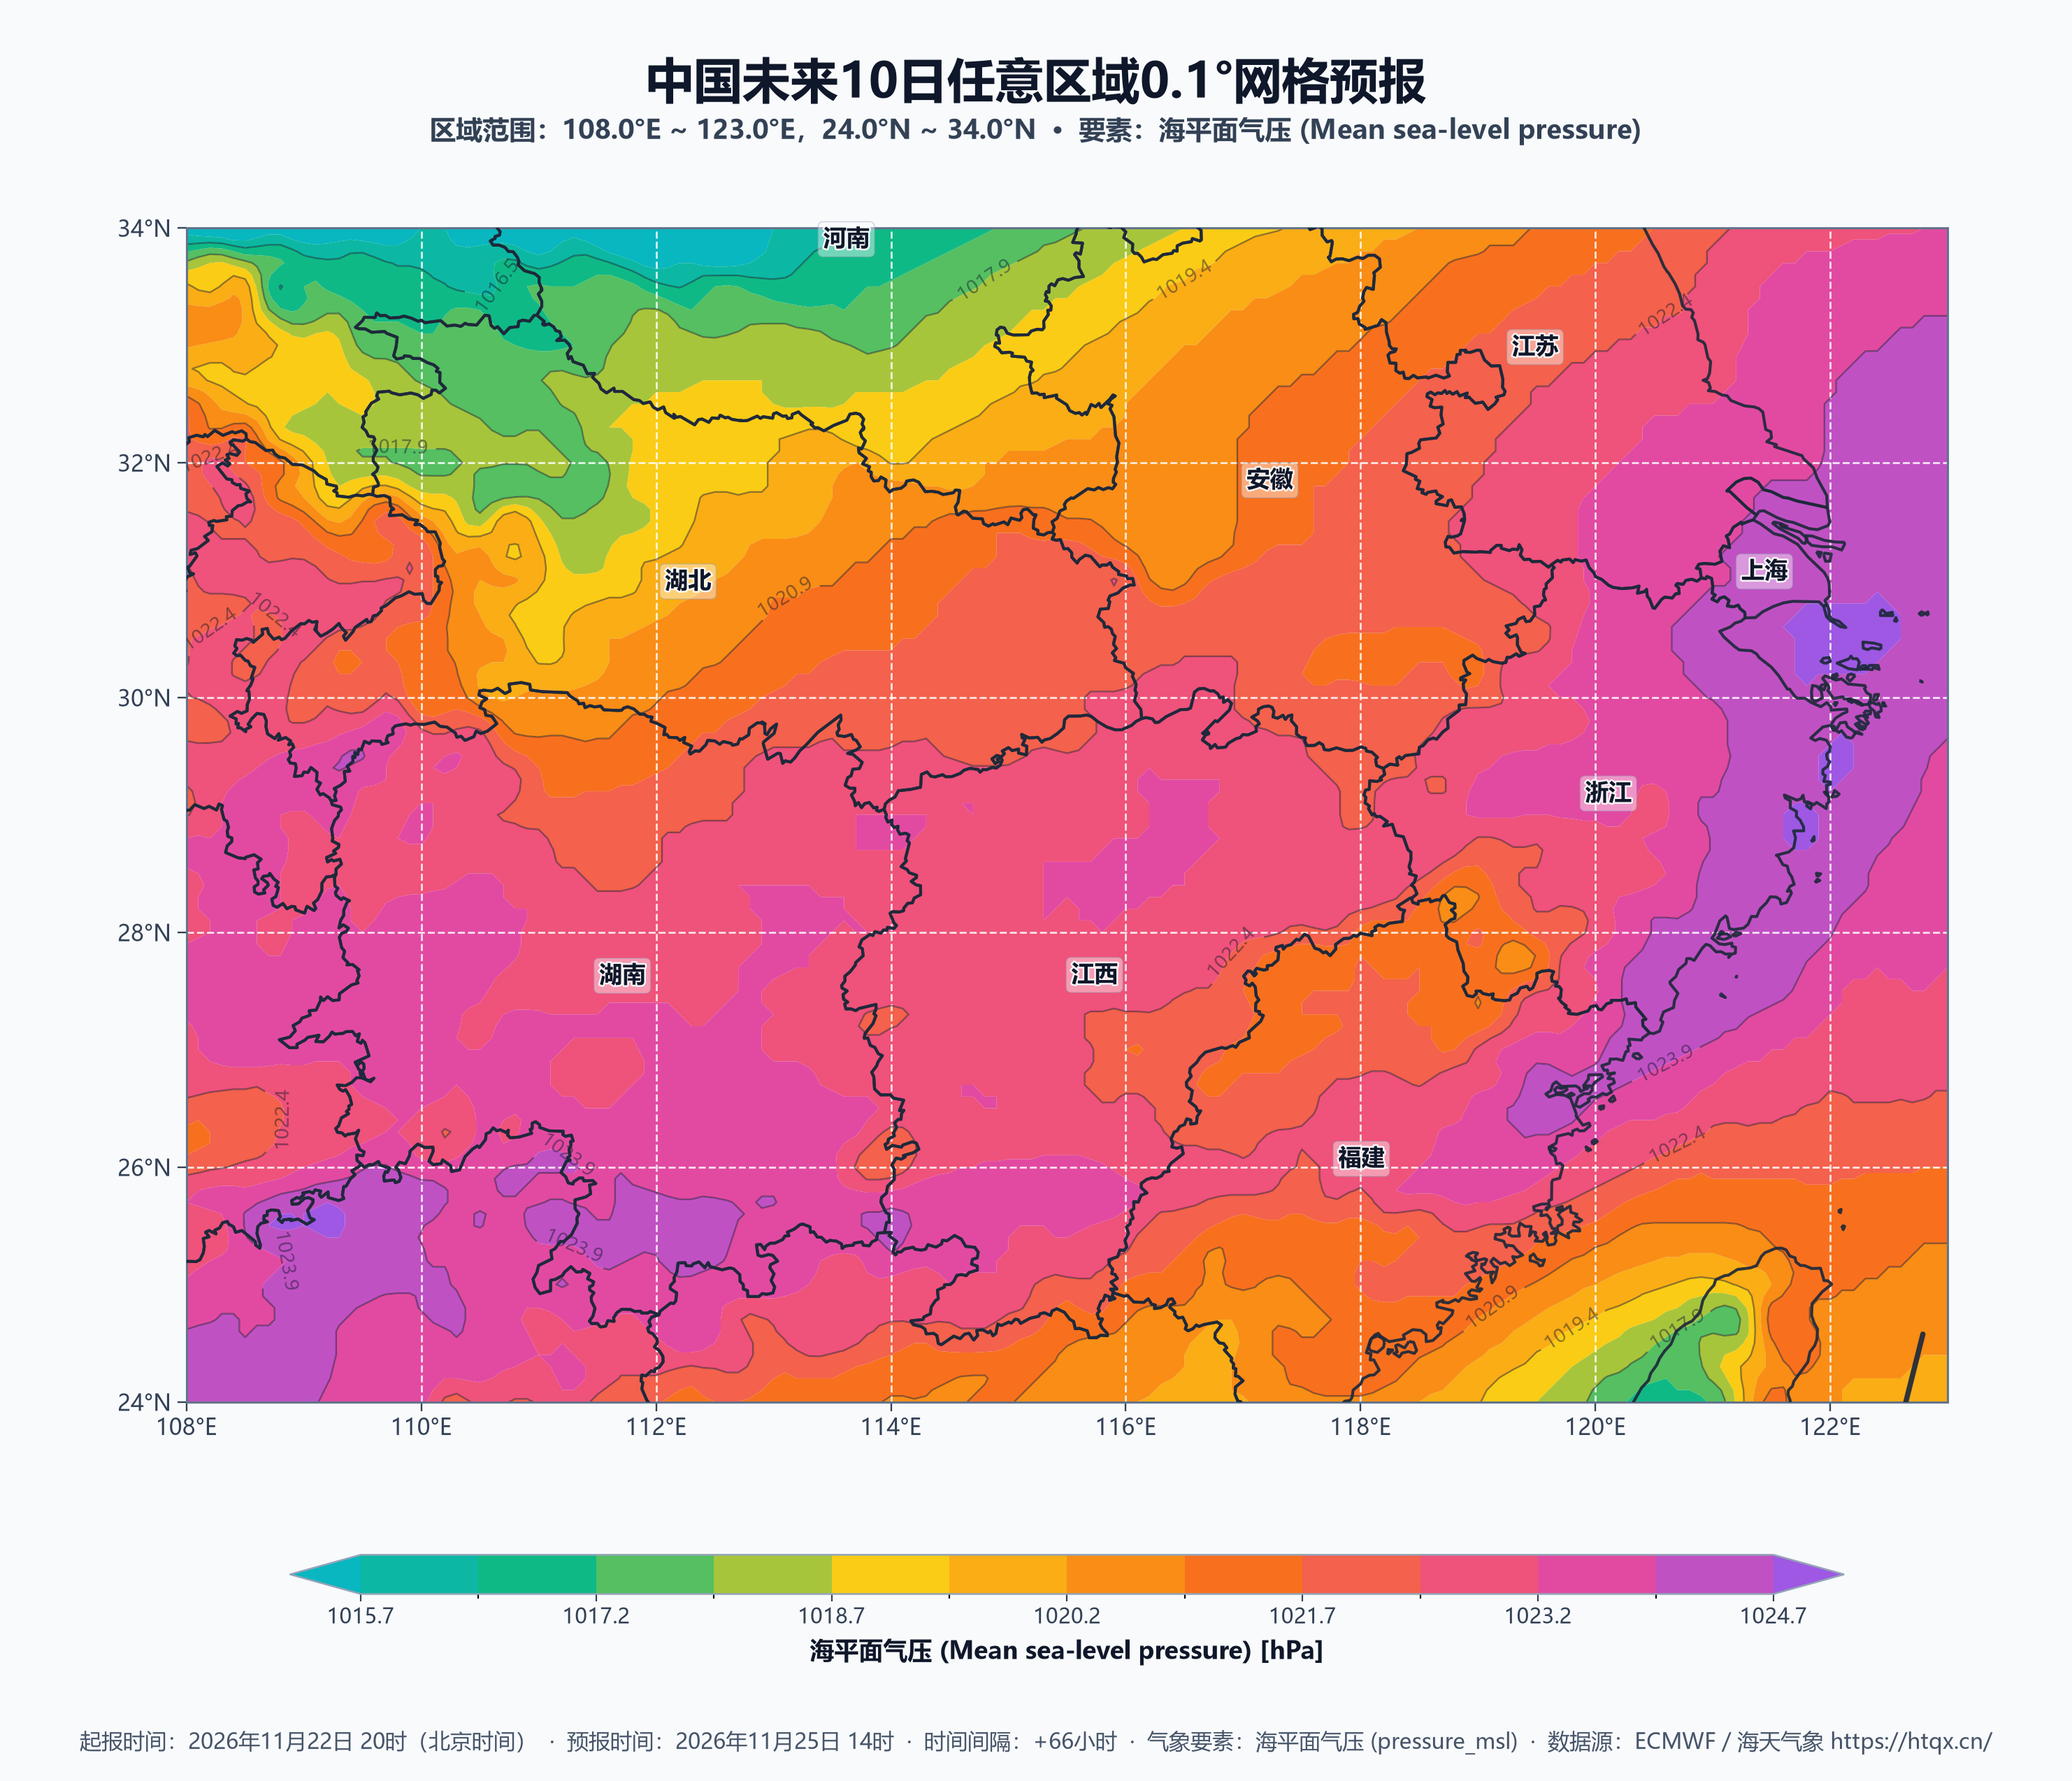 中国未来10日任意区域0.1°网格预报
区域范围：108.0°E ~ 123.0°E，24.0°N ~ 34.0°N • 要素：海平面气压 (Mean sea-level pressure)
34°N
河南
1016.5
1017.9
1019.4
1022.4
江苏
1017.9
32°N
安徽
上海
湖北
1020.9
1022.4
1022.4
30°N
浙江
28°N
1022.4
湖南
江西
1023.9
1022.4
1023.9
1022.4
26°N
福建
1023.9
1023.9
1020.9
1019.4
1017.9
24°N
108°E
110°E
112°E
114°E
116°E
118°E
120°E
122°E
1015.7
1017.2
1018.7
1020.2
1021.7
1023.2
1024.7
海平面气压 (Mean sea-level pressure) [hPa]
起报时间：2026年11月22日 20时（北京时间） · 预报时间：2026年11月25日 14时 · 时间间隔：+66小时 · 气象要素：海平面气压 (pressure_msl) · 数据源：ECMWF / 海天气象 https://htqx.cn/